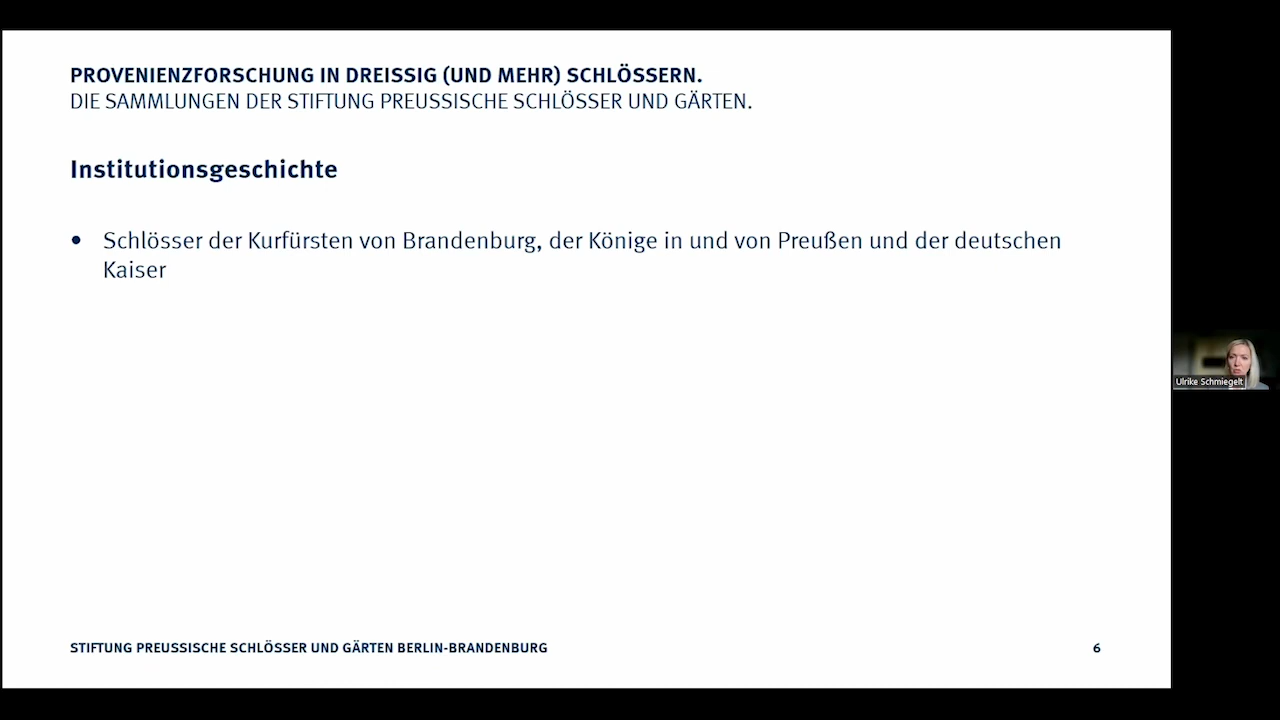 PROVENIENZFORSCHUNG IN DREISSIG (UND MEHR) SCHLÖSSERN.
DIE SAMMLUNGEN DER STIFTUNG PREUSSISCHE SCHLÖSSER UND GÄRTEN.
Institutionsgeschichte
• Schlösser der Kurfürsten von Brandenburg, der Könige in und von Preußen und der deutschen
Kaiser
Ulrike Schmiegelt
STIFTUNG PREUSSISCHE SCHLÖSSER UND GÄRTEN BERLIN-BRANDENBURG
6